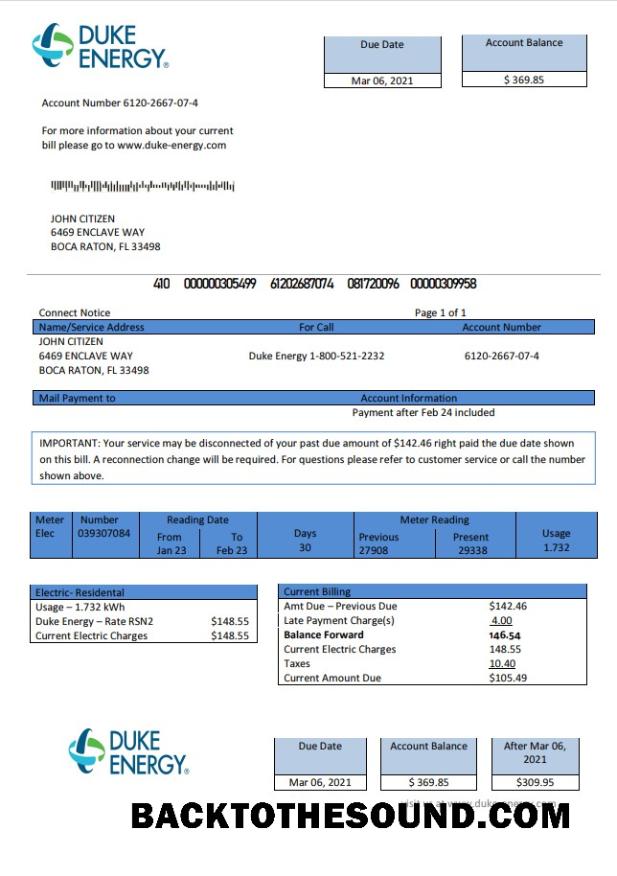 DUKE
ENERGY®
Due Date
Mar 06, 2021
Account Balance
$ 369.85
Account Number 6120-2667-07-4
For more information about your current
bill please go to www.duke-energy.com
JOHN CITIZEN
6469 ENCLAVE WAY
BOCA RATON, FL 33498
410 000000305499 61202687074 081720096 00000309958
Connect Notice Page 1 of 1
Name/Service Address For Call Account Number
JOHN CITIZEN
6469 ENCLAVE WAY Duke Energy 1-800-521-2232 6120-2667-07-4
BOCA RATON, FL 33498
Mail Payment to Account Information
Payment after Feb 24 included
IMPORTANT: Your service may be disconnected of your past due amount of $142.46 right paid the due date shown
on this bill. A reconnection change will be required. For questions please refer to customer service or call the number
shown above.
Meter Number Reading Date Days Meter Reading Usage
Elec 039307084 From To 30 Previous Present 1.732
Jan 23 Feb 23 27908 29338
Electric- Residential
Usage – 1.732 kWh
Duke Energy – Rate RSN2 $148.55
Current Electric Charges $148.55
Current Billing
Amt Due – Previous Due $142.46
Late Payment Charge(s) 4.00
Balance Forward 146.54
Current Electric Charges 148.55
Taxes 10.40
Current Amount Due $105.49
DUKE
ENERGY®
Due Date
Mar 06, 2021
Account Balance
$ 369.85
After Mar 06,
2021
$309.95
visit us at www.duke-energy.com
BACKTOTHESOUND.COM